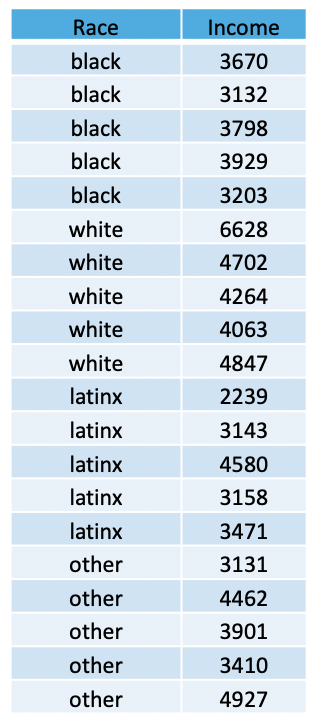 Race Income
black 3670
black 3132
black 3798
black 3929
black 3203
white 6628
white 4702
white 4264
white 4063
white 4847
latinx 2239
latinx 3143
latinx 4580
latinx 3158
latinx 3471
other 3131
other 4462
other 3901
other 3410
other 4927